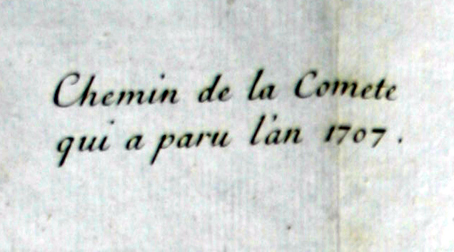 Chemin de la Comete
qui a paru l'an 1707.